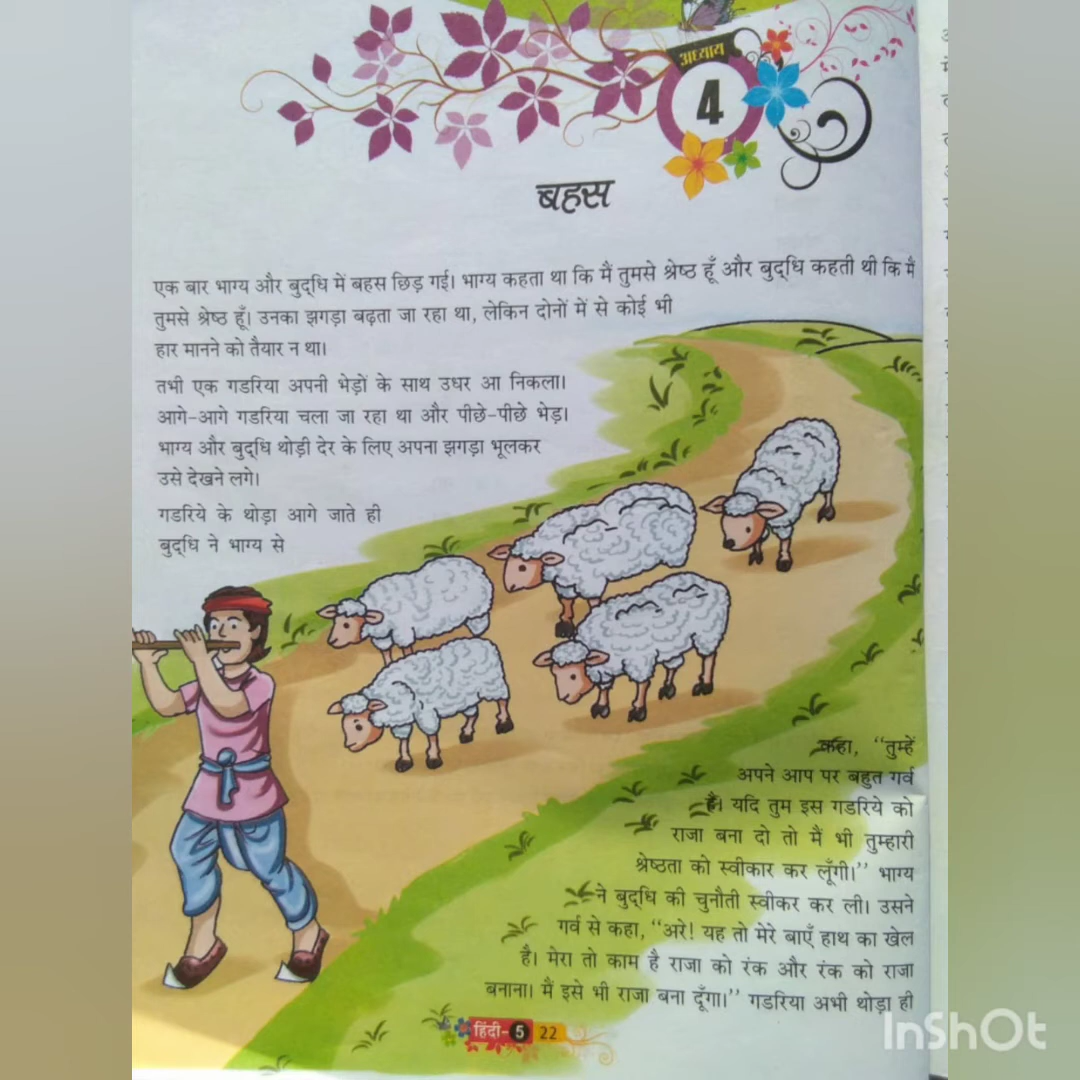 अध्याय
4
बहस
एक बार भाग्य और बुद्धि में बहस छिड़ गई। भाग्य कहता था कि मैं तुमसे श्रेष्ठ हूँ और बुद्धि कहती थी कि मैं
तुमसे श्रेष्ठ हूँ। उनका झगड़ा बढ़ता जा रहा था, लेकिन दोनों में से कोई भी
हार मानने को तैयार न था।
तभी एक गडरिया अपनी भेड़ों के साथ उधर आ निकला।
आगे-आगे गडरिया चला जा रहा था और पीछे-पीछे भेड़।
भाग्य और बुद्धि थोड़ी देर के लिए अपना झगड़ा भूलकर
उसे देखने लगे।
गडरिये के थोड़ा आगे जाते ही
बुद्धि ने भाग्य से
कहा, “तुम्हें
अपने आप पर बहुत गर्व
है। यदि तुम इस गडरिये को
राजा बना दो तो मैं भी तुम्हारी
श्रेष्ठता को स्वीकार कर लूँगी।” भाग्य
ने बुद्धि की चुनौती स्वीकर कर ली। उसने
गर्व से कहा, “अरे! यह तो मेरे बाएँ हाथ का खेल
है। मेरा तो काम है राजा को रंक और रंक को राजा
बनाना। मैं इसे भी राजा बना दूँगा।” गडरिया अभी थोड़ा ही
हिंदी-5 22
InShOt